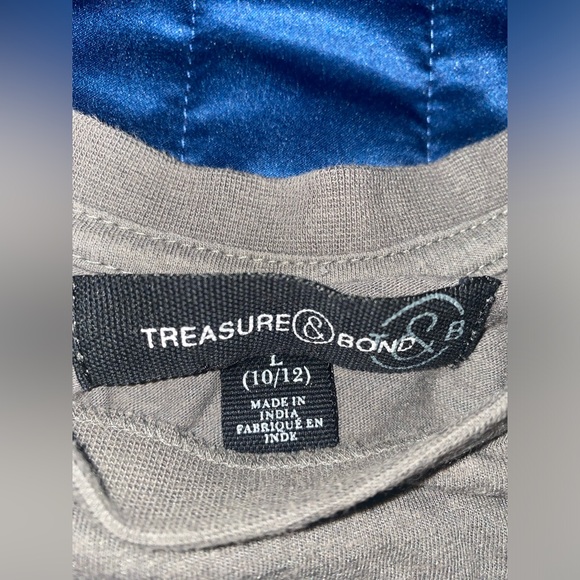 TREASURE & BOND & B
L
(10/12)
MADE IN
INDIA
FABRIQUÉ EN
INDE